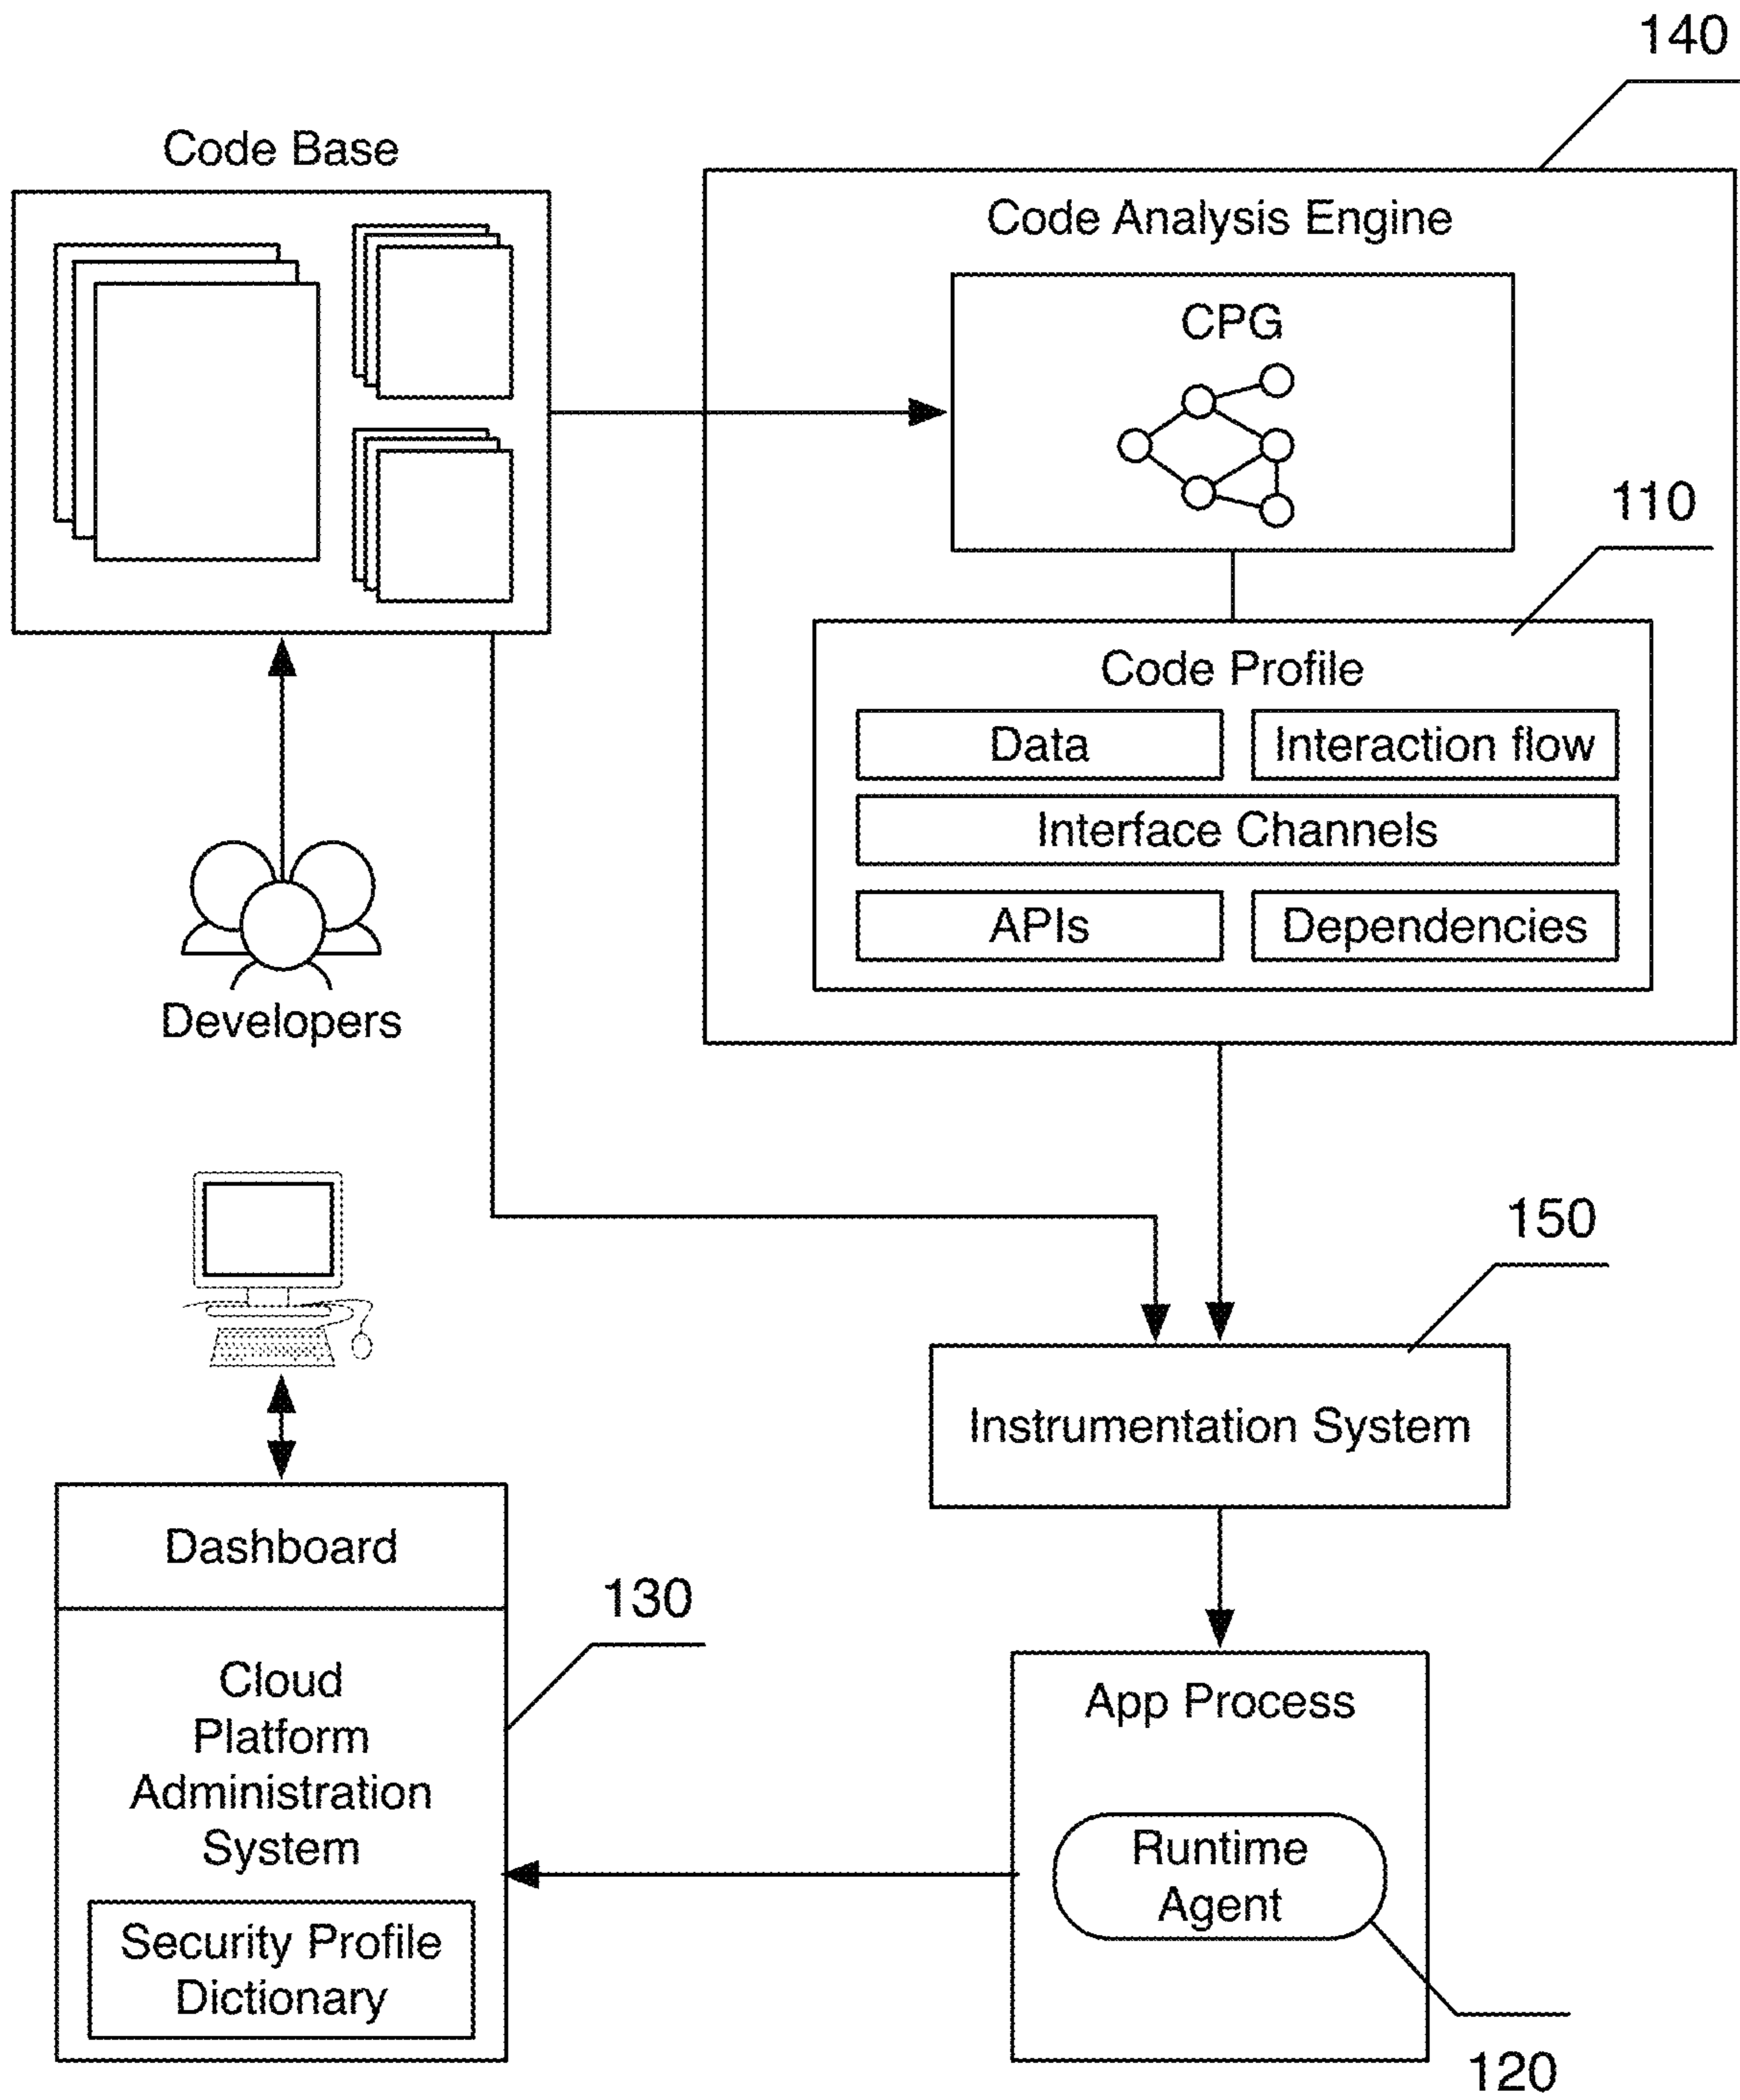 140
Code Base
Code Analysis Engine
CPG
110
Code Profile
Data
Interaction flow
Interface Channels
APIs
Dependencies
Developers
150
Instrumentation System
Dashboard
130
Cloud
Platform
Administration
System
Security Profile
Dictionary
App Process
Runtime
Agent
120